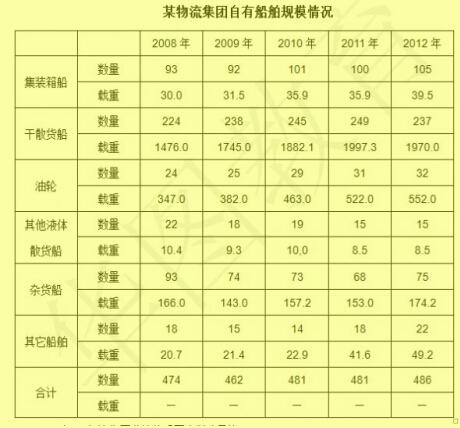 某物流集团自有船舶规模情况
2008 年 2009 年 2010 年 2011 年 2012 年
集装箱船 数量 93 92 101 100 105
载重 30.0 31.5 35.9 35.9 39.5
干散货船 数量 224 238 245 249 237
载重 1476.0 1745.0 1882.1 1997.3 1970.0
油轮 数量 24 25 29 31 32
载重 347.0 382.0 463.0 522.0 552.0
其他液体 数量 22 18 19 15 15
散货船 载重 10.4 9.3 10.0 8.5 8.5
杂货船 数量 93 74 73 68 75
载重 166.0 143.0 157.2 153.0 174.2
其它船舶 数量 18 15 14 18 22
载重 20.7 21.4 22.9 41.6 49.2
合计 数量 474 462 481 481 486
载重 — — — — —